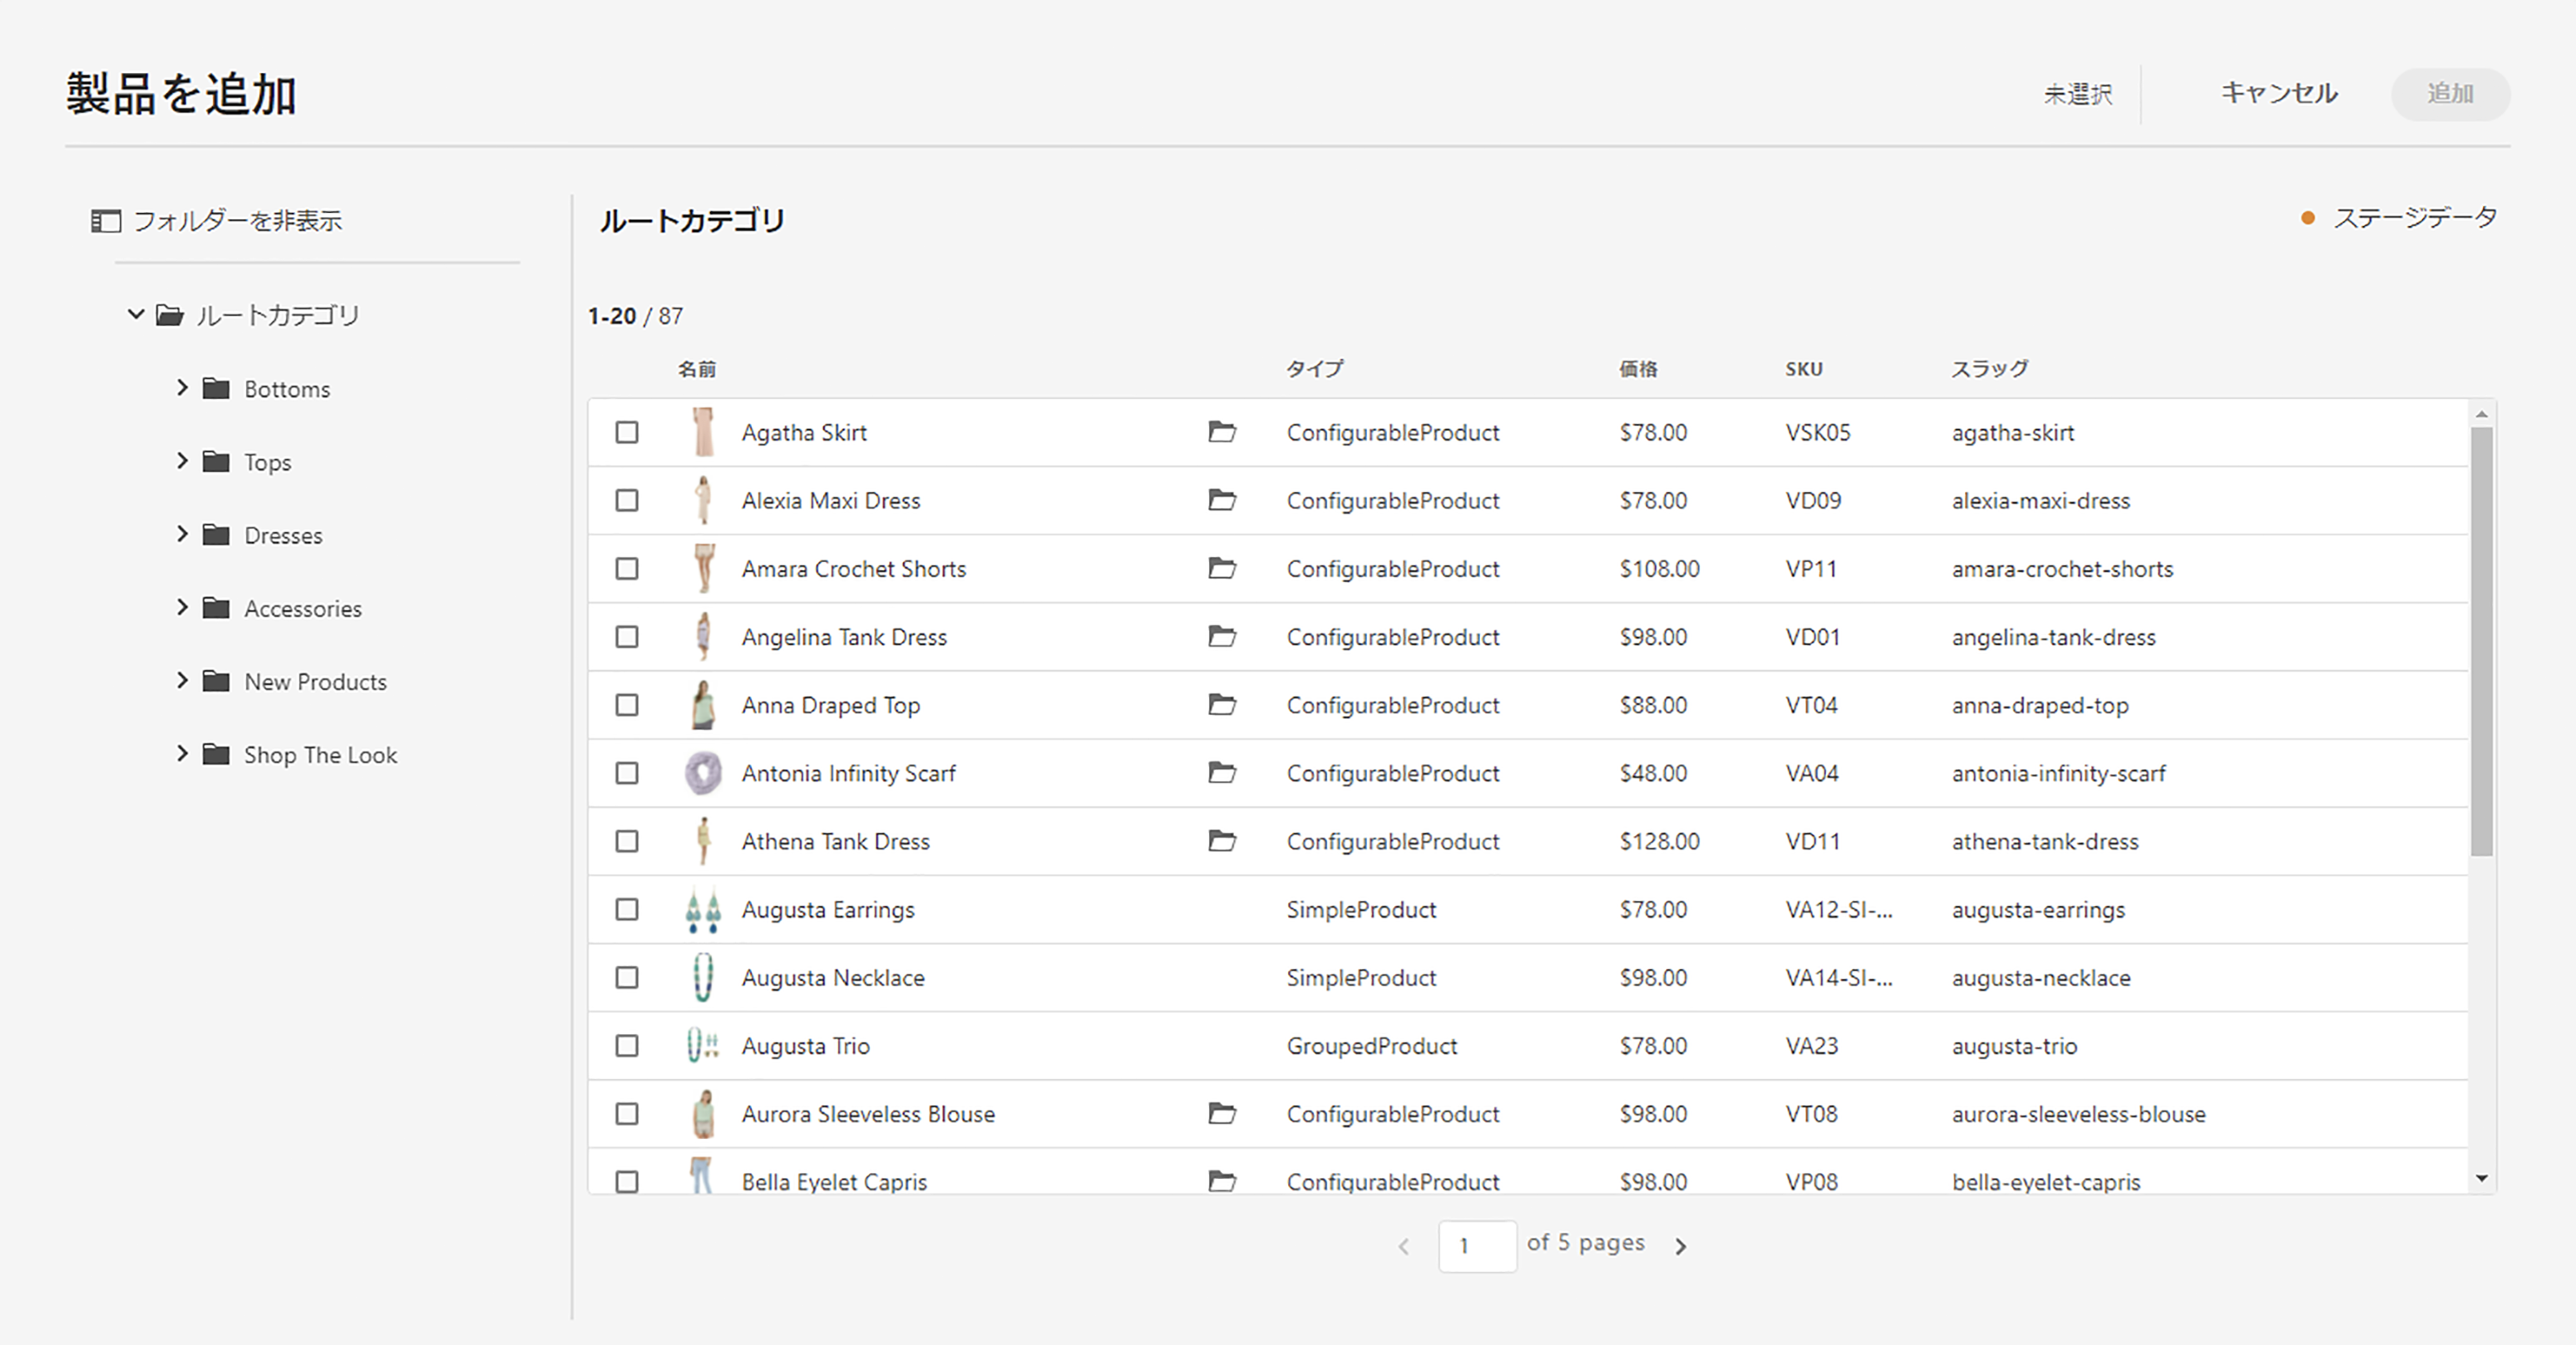 製品を追加
未選択
キャンセル
追加
フォルダーを非表示
ルートカテゴリ
Bottoms
Tops
Dresses
Accessories
New Products
Shop The Look
ルートカテゴリ
ステージデータ
1-20 / 87
名前 タイプ 価格 SKU スラッグ
Agatha Skirt ConfigurableProduct $78.00 VSK05 agatha-skirt
Alexia Maxi Dress ConfigurableProduct $78.00 VD09 alexia-maxi-dress
Amara Crochet Shorts ConfigurableProduct $108.00 VP11 amara-crochet-shorts
Angelina Tank Dress ConfigurableProduct $98.00 VD01 angelina-tank-dress
Anna Draped Top ConfigurableProduct $88.00 VT04 anna-draped-top
Antonia Infinity Scarf ConfigurableProduct $48.00 VA04 antonia-infinity-scarf
Athena Tank Dress ConfigurableProduct $128.00 VD11 athena-tank-dress
Augusta Earrings SimpleProduct $78.00 VA12-SI-... augusta-earrings
Augusta Necklace SimpleProduct $98.00 VA14-SI-... augusta-necklace
Augusta Trio GroupedProduct $78.00 VA23 augusta-trio
Aurora Sleeveless Blouse ConfigurableProduct $98.00 VT08 aurora-sleeveless-blouse
Bella Eyelet Capris ConfigurableProduct $98.00 VP08 bella-eyelet-capris
1 of 5 pages